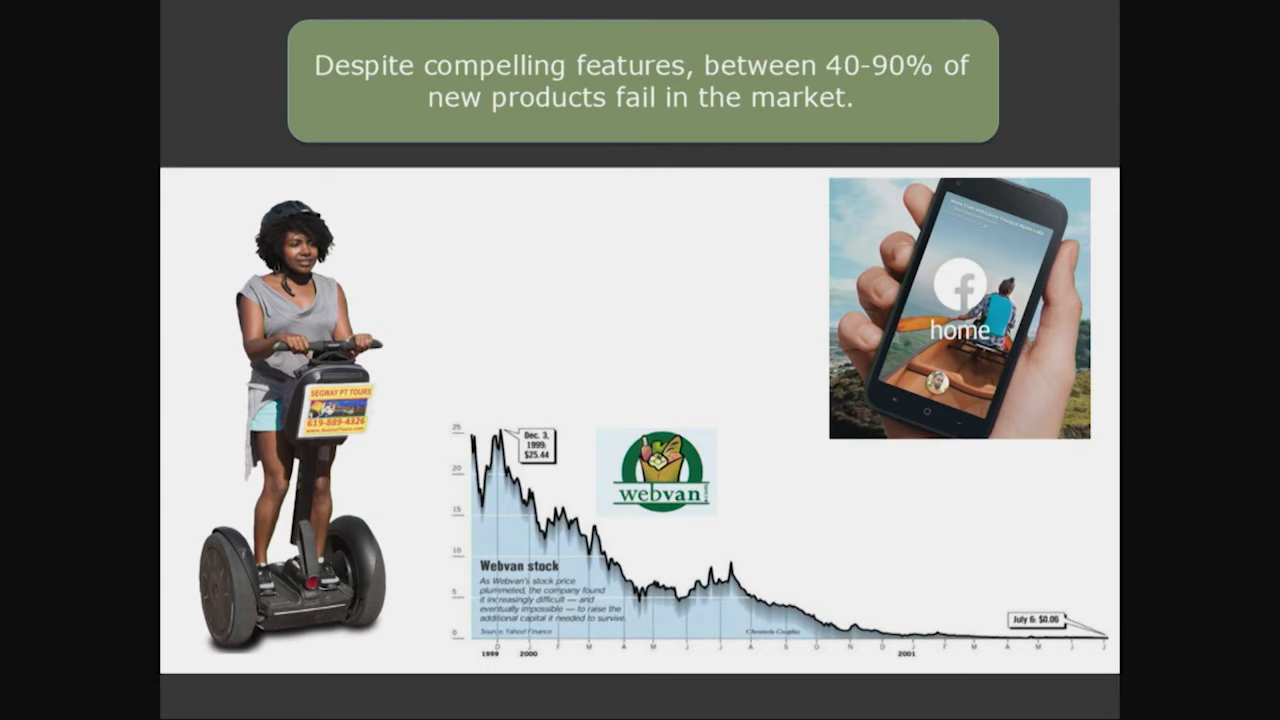 Despite compelling features, between 40-90% of
new products fail in the market.
SEGWAY PT TOURS
619-889-4326
home
25
Dec. 3,
1999:
$25.44
20
webvan
15
10
Webvan stock
As Webvan's stock price
plummeted, the company found
it increasingly difficult — and
eventually impossible — to raise the
additional capital it needed to survive.
5
July 6: $0.06
Source: Yahoo! Finance
Chronicle Graphic
0
D J F M A M J J A S O N D J F M A M J J
1999 2000 2001